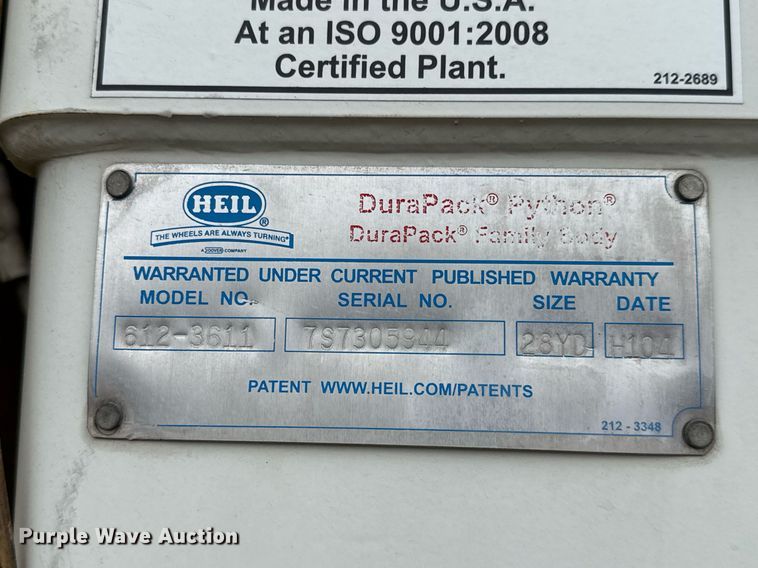 Made in the U.S.A.
At an ISO 9001:2008
Certified Plant.
212-2689
HEIL®
THE WHEELS ARE ALWAYS TURNING®
A DOVER COMPANY
DuraPack® Python®
DuraPack® Family Body
WARRANTED UNDER CURRENT PUBLISHED WARRANTY
MODEL NO. SERIAL NO. SIZE DATE
612-3611 7S7305944 28YD H104
PATENT WWW.HEIL.COM/PATENTS
212 - 3348
Purple Wave Auction